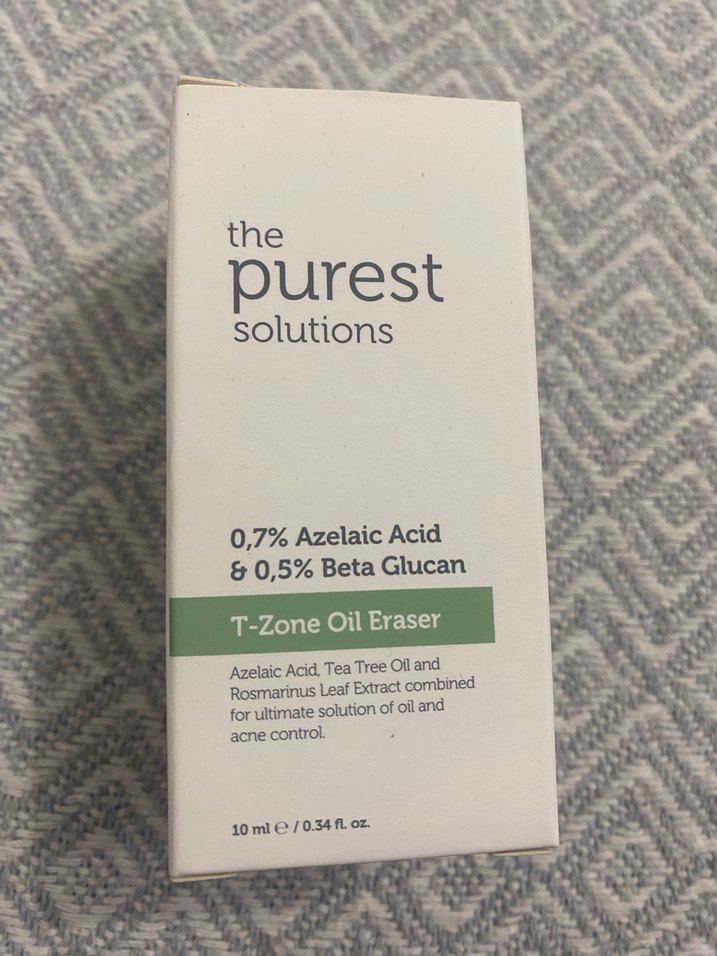 the
purest
solutions
0,7% Azelaic Acid
& 0,5% Beta Glucan
T-Zone Oil Eraser
Azelaic Acid, Tea Tree Oil and
Rosmarinus Leaf Extract combined
for ultimate solution of oil and
acne control.
10 ml ℮ / 0.34 fl. oz.